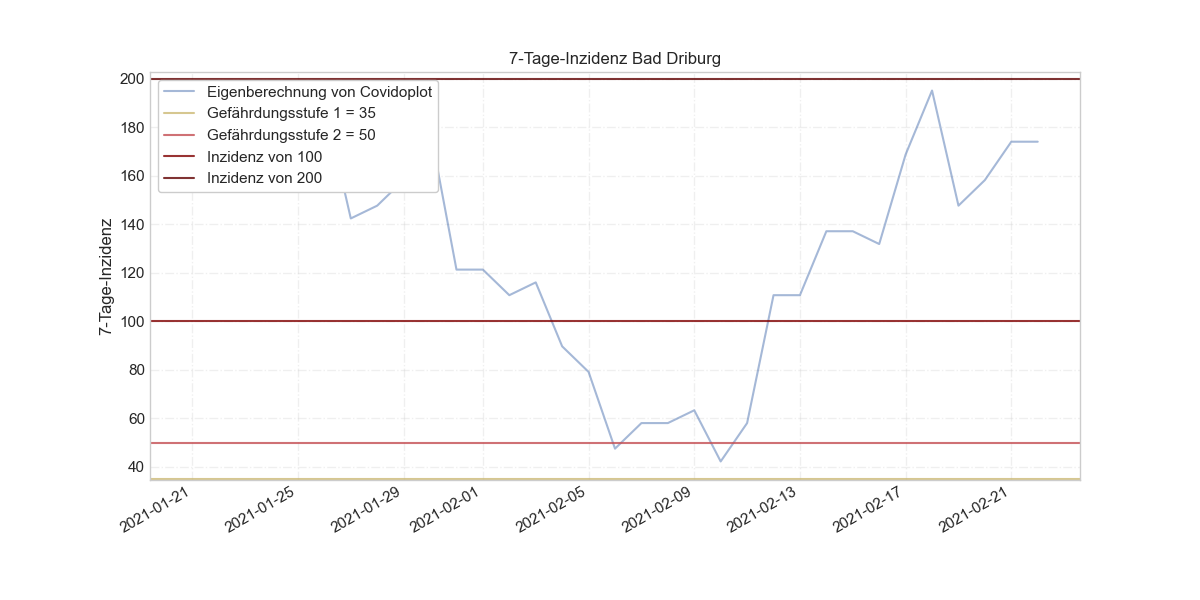 7-Tage-Inzidenz Bad Driburg
7-Tage-Inzidenz
200
180
160
140
120
100
80
60
40
Eigenberechnung von Covidoplot
Gefährdungsstufe 1 = 35
Gefährdungsstufe 2 = 50
Inzidenz von 100
Inzidenz von 200
2021-01-21
2021-01-25
2021-01-29
2021-02-01
2021-02-05
2021-02-09
2021-02-13
2021-02-17
2021-02-21